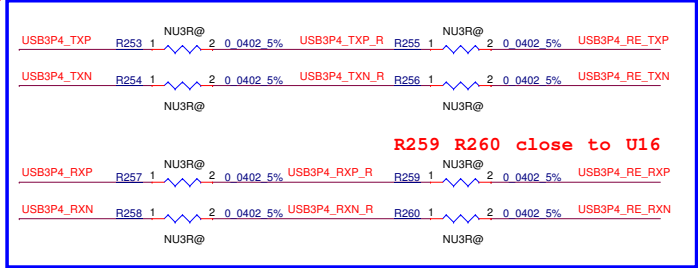 NU3R@ NU3R@
USB3P4_TXP R253 1 2 0_0402_5% USB3P4_TXP_R R255 1 2 0_0402_5% USB3P4_RE_TXP
USB3P4_TXN R254 1 2 0_0402_5% USB3P4_TXN_R R256 1 2 0_0402_5% USB3P4_RE_TXN
NU3R@ NU3R@
R259 R260 close to U16
NU3R@ NU3R@
USB3P4_RXP R257 1 2 0_0402_5% USB3P4_RXP_R R259 1 2 0_0402_5% USB3P4_RE_RXP
USB3P4_RXN R258 1 2 0_0402_5% USB3P4_RXN_R R260 1 2 0_0402_5% USB3P4_RE_RXN
NU3R@ NU3R@